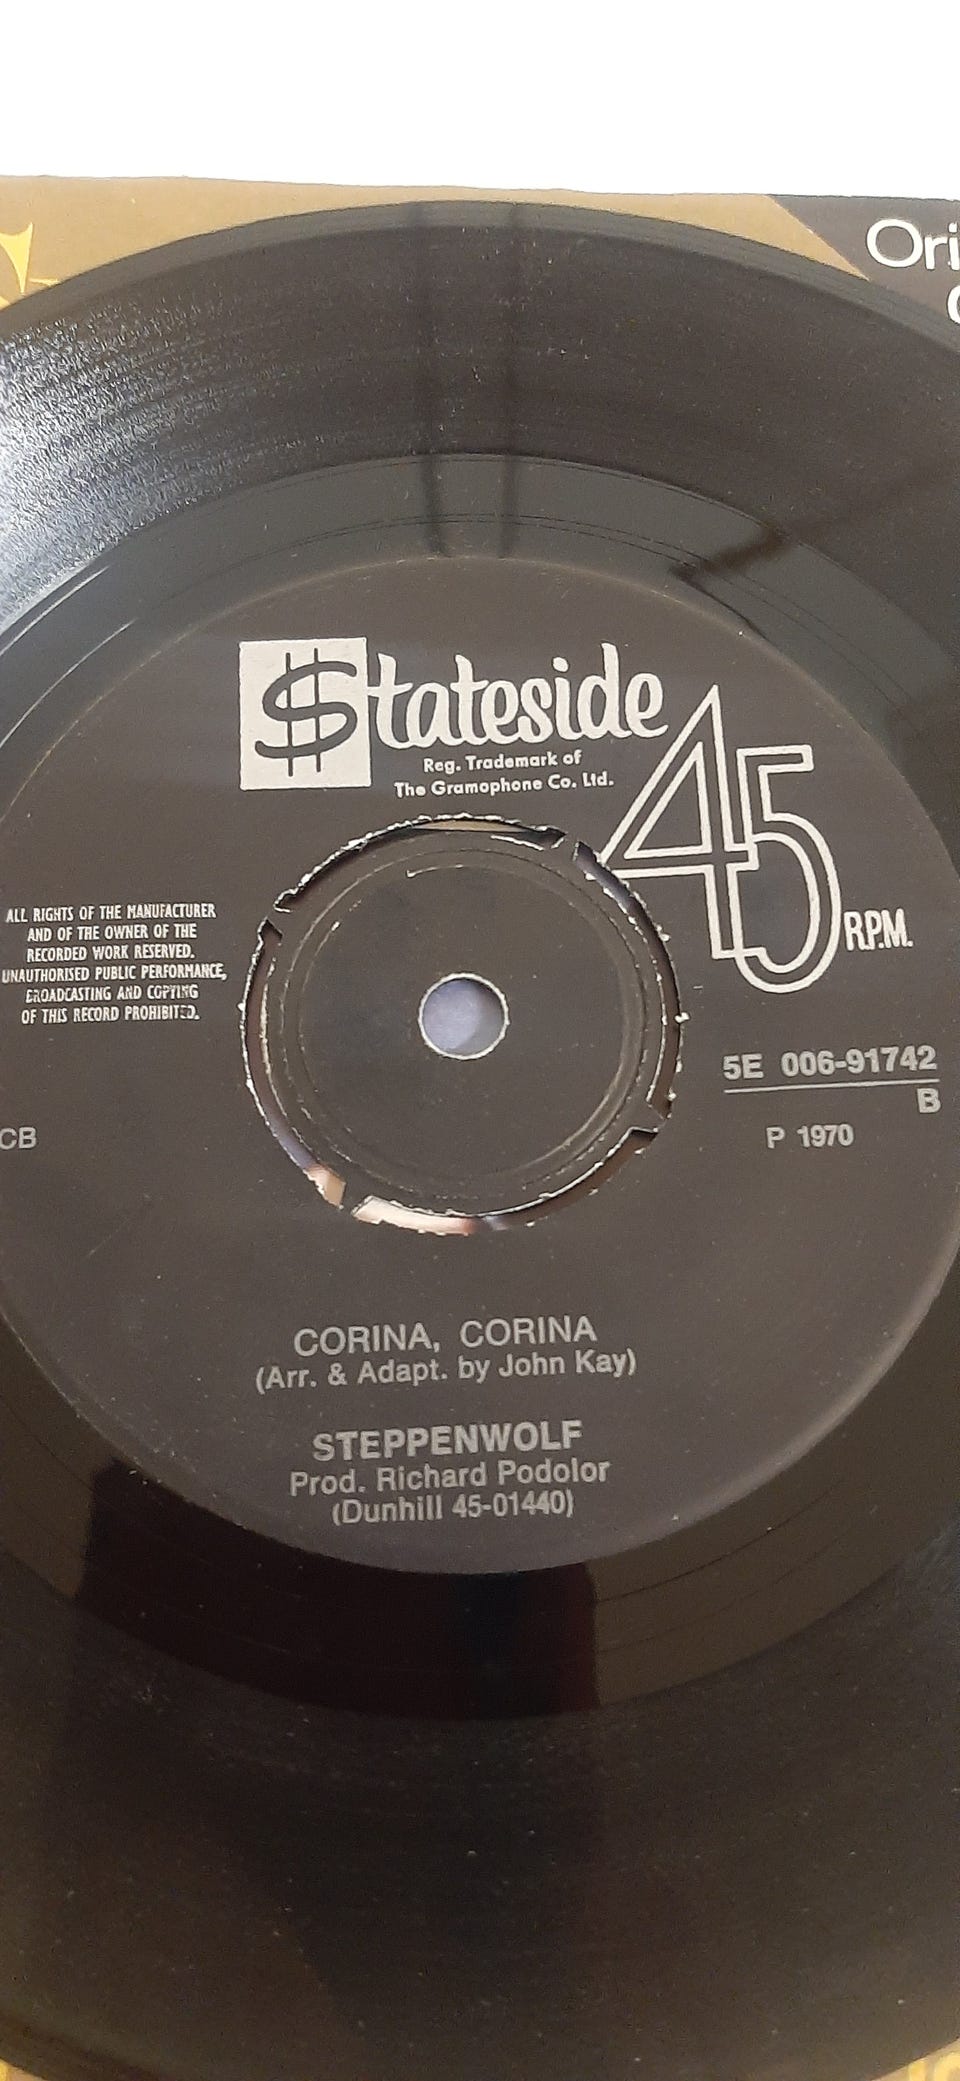 Ori
$tateside
Reg. Trademark of
The Gramophone Co. Ltd.
45 R.P.M.
ALL RIGHTS OF THE MANUFACTURER
AND OF THE OWNER OF THE
RECORDED WORK RESERVED.
UNAUTHORISED PUBLIC PERFORMANCE,
BROADCASTING AND COPYING
OF THIS RECORD PROHIBITED.
5E 006-91742
B
CB
P 1970
CORINA, CORINA
(Arr. & Adapt. by John Kay)
STEPPENWOLF
Prod. Richard Podolor
(Dunhill 45-01440)